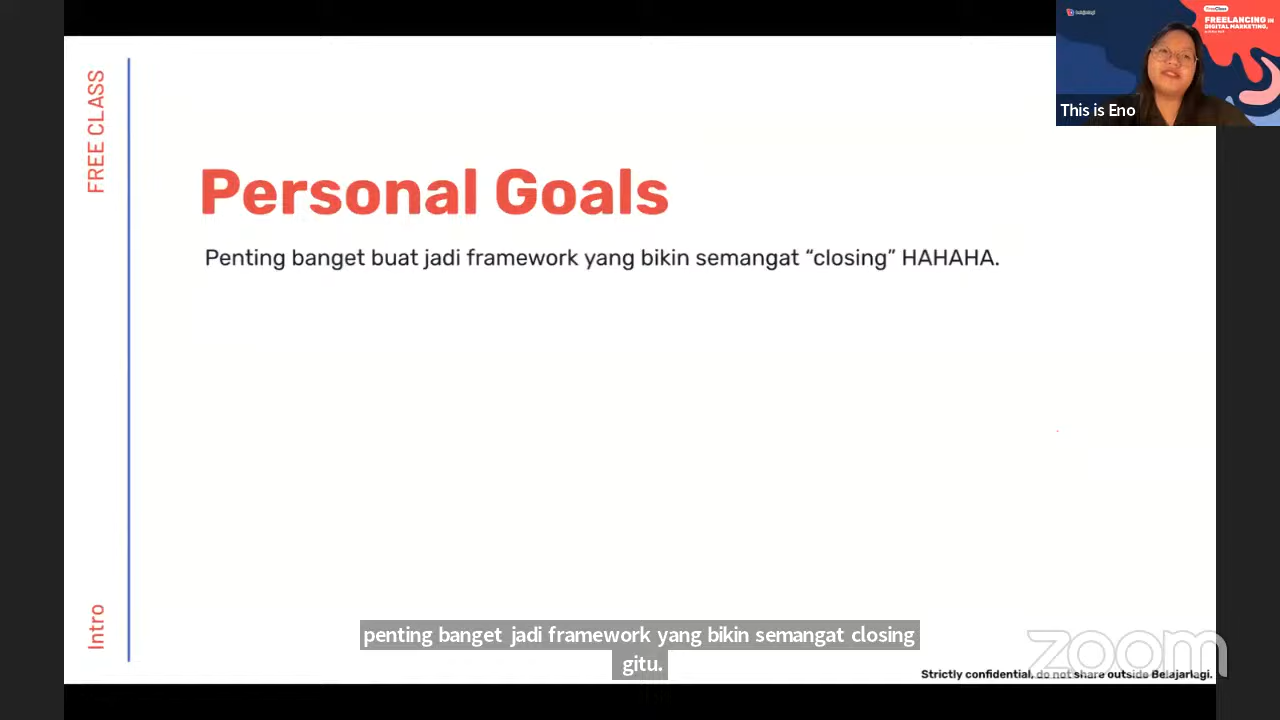 FREE CLASS
Personal Goals
Penting banget buat jadi framework yang bikin semangat “closing” HAHAHA.
Intro
belajarlagi
FreeClass
FREELANCING IN
DIGITAL MARKETING.
This is Eno
penting banget jadi framework yang bikin semangat closing
gitu.
zoom
Strictly confidential, do not share outside Belajarlagi.